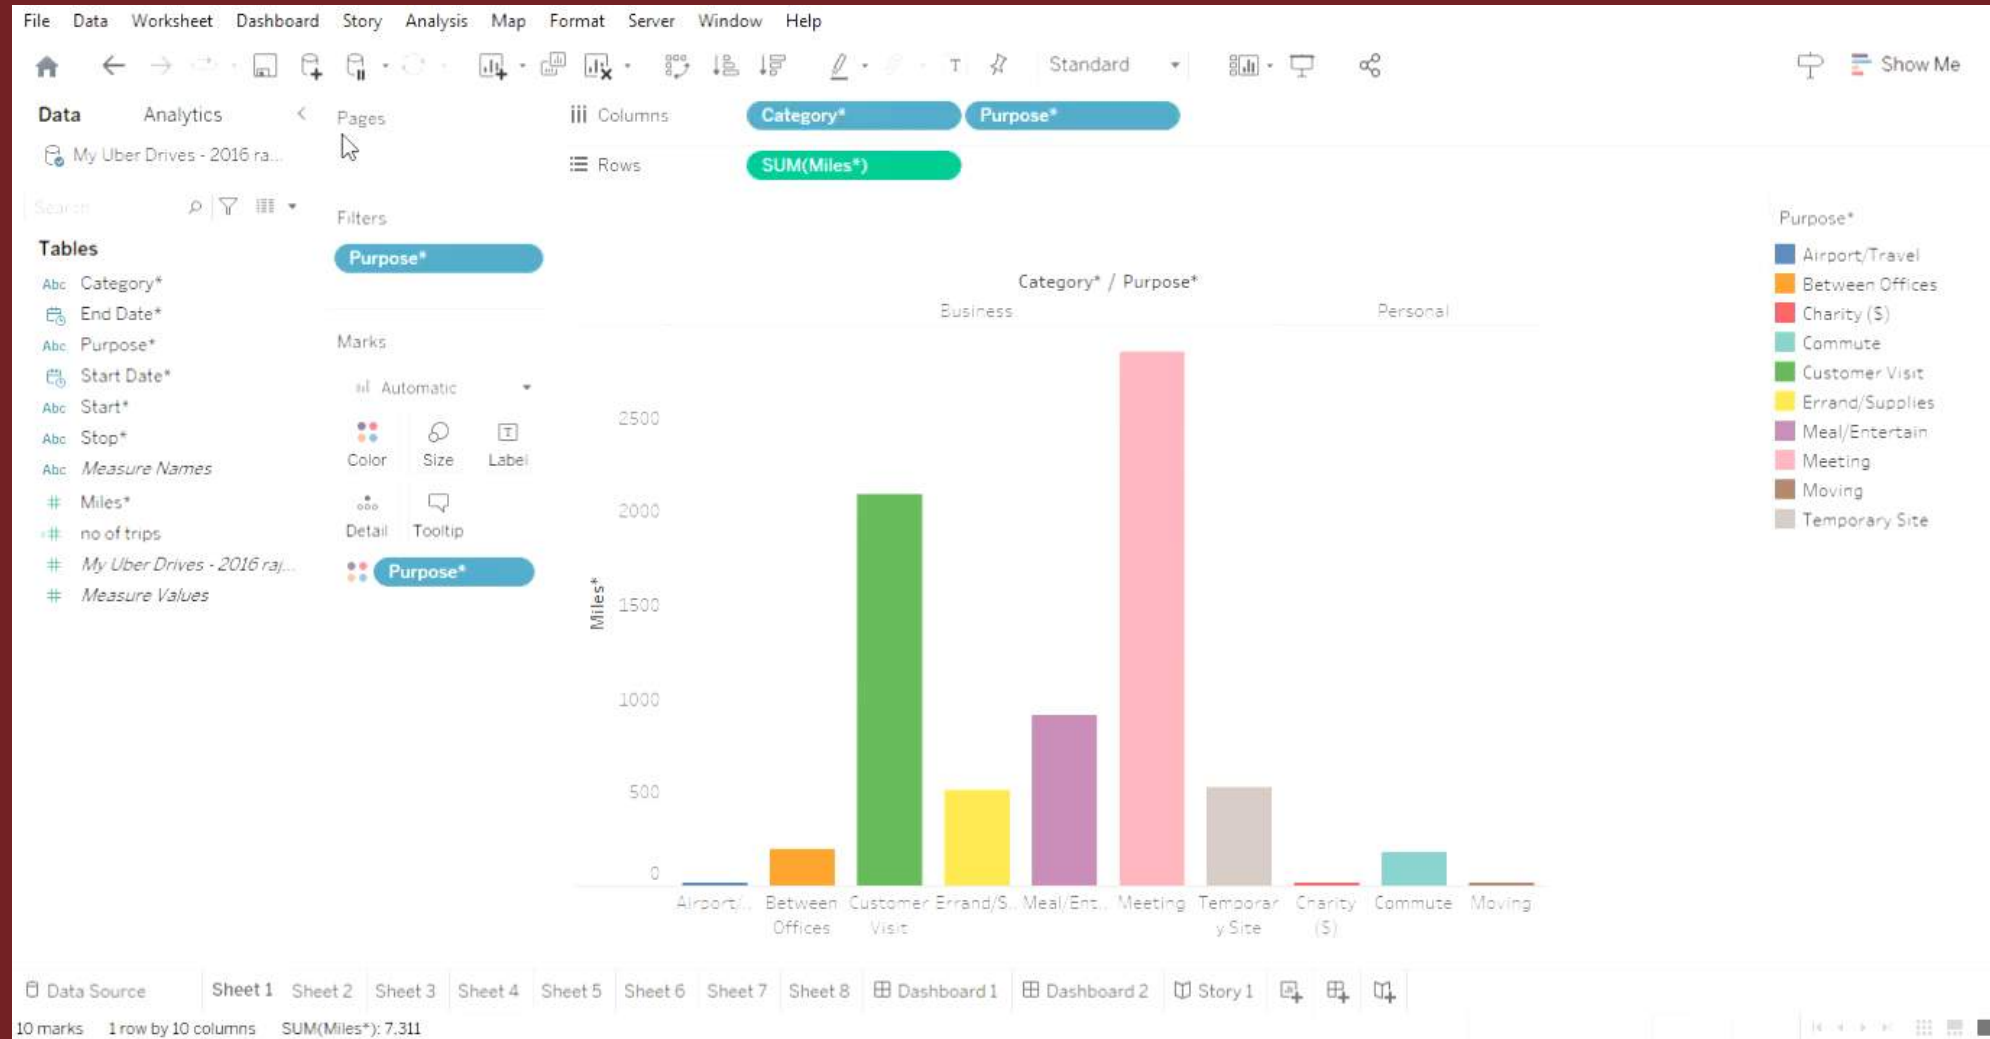 File Data Worksheet Dashboard Story Analysis Map Format Server Window Help
Standard
Show Me
Data Analytics
My Uber Drives - 2016 ra...
Search
Tables
Abc Category*
End Date*
Abc Purpose*
Start Date*
Abc Start*
Abc Stop*
Abc Measure Names
# Miles*
# no of trips
# My Uber Drives - 2016 raj...
# Measure Values
Pages
Filters
Purpose*
Marks
Automatic
Color Size Label
Detail Tooltip
Purpose*
Columns Category* Purpose*
Rows SUM(Miles*)
Category* / Purpose*
Business Personal
Miles*
2500
2000
1500
1000
500
0
Airport/.. Between Customer Errand/S.. Meal/Ent.. Meeting Temporar Charity Commute Moving
Offices Visit y Site ($)
Purpose*
Airport/Travel
Between Offices
Charity ($)
Commute
Customer Visit
Errand/Supplies
Meal/Entertain
Meeting
Moving
Temporary Site
Data Source Sheet 1 Sheet 2 Sheet 3 Sheet 4 Sheet 5 Sheet 6 Sheet 7 Sheet 8 Dashboard 1 Dashboard 2 Story 1
10 marks 1 row by 10 columns SUM(Miles*): 7.311